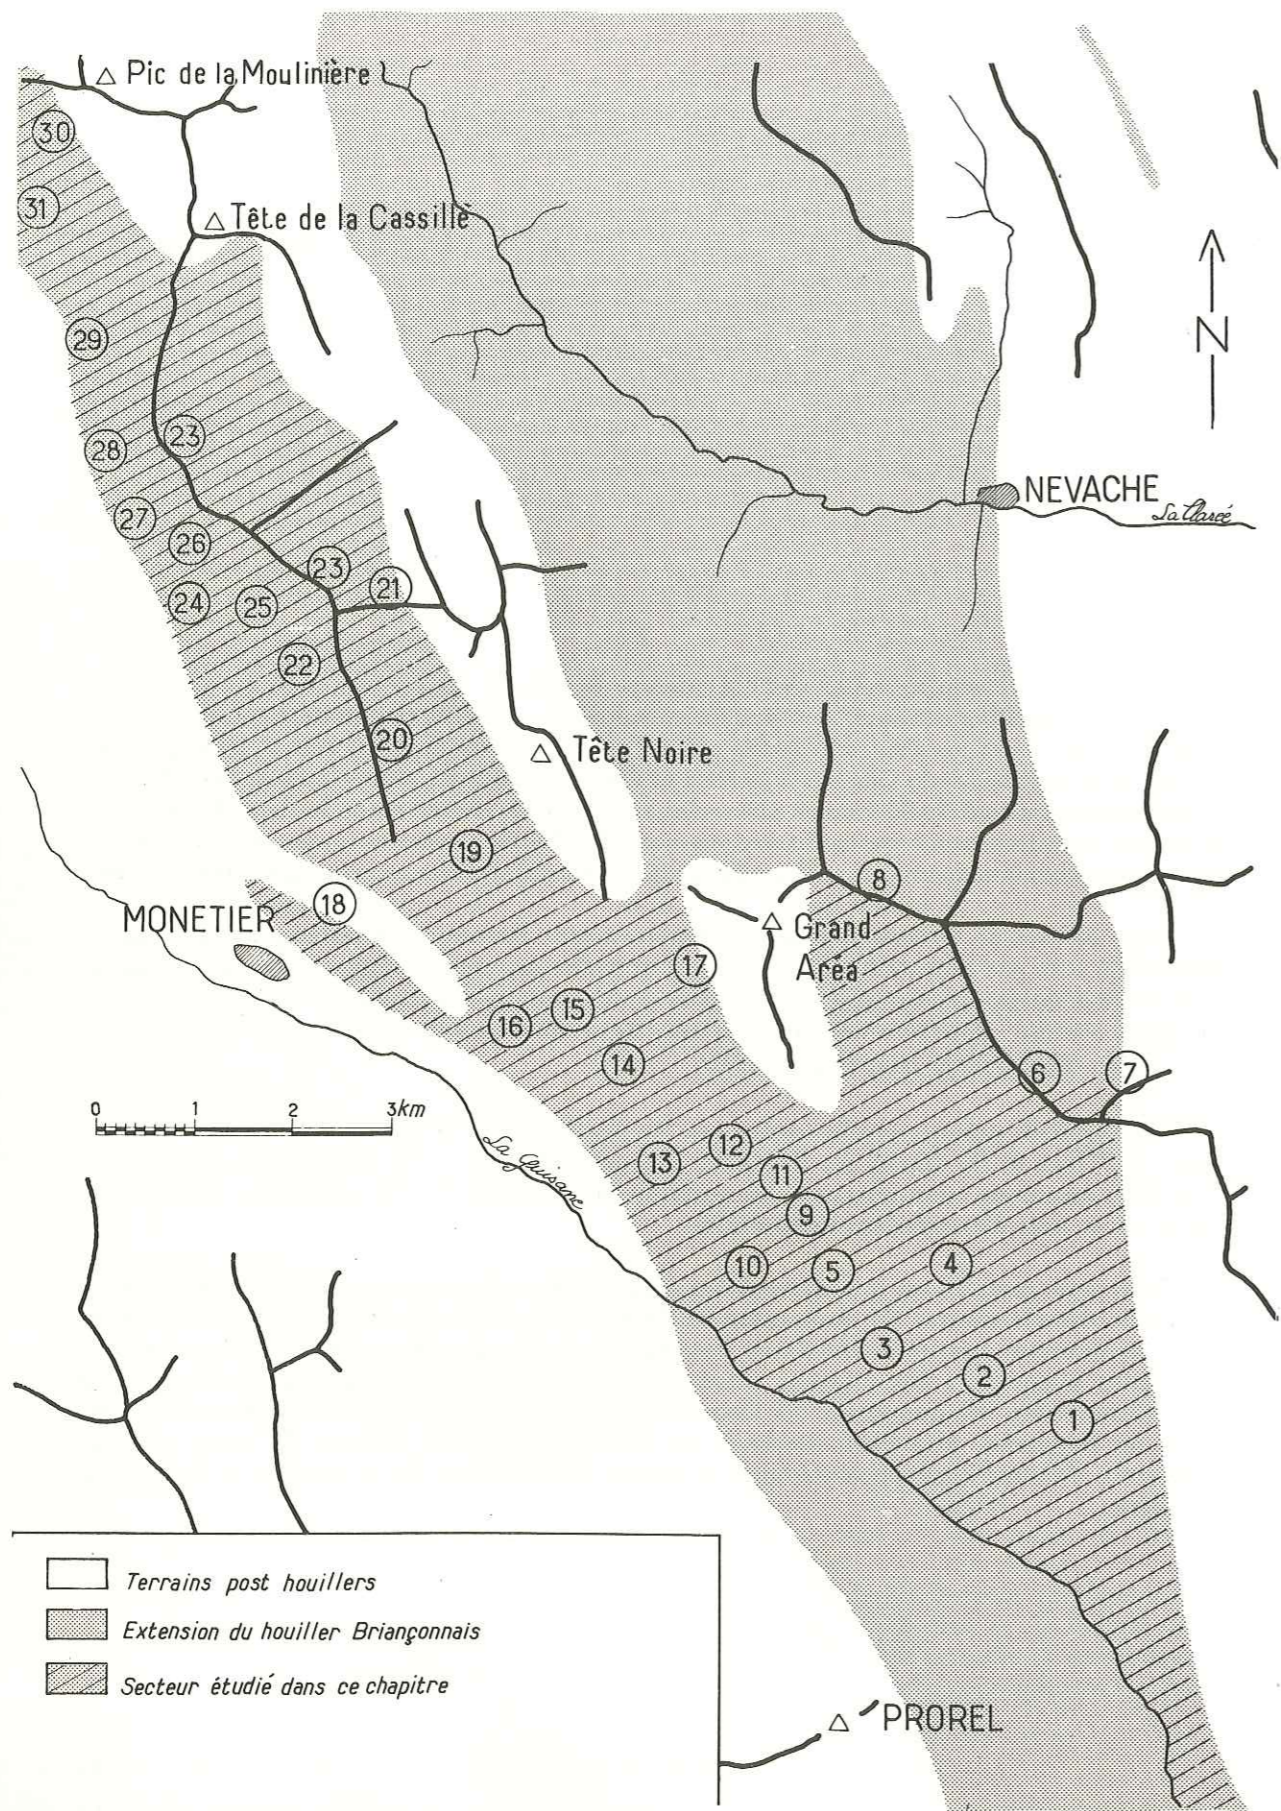 Pic de la Moulinière
30
31
Tête de la Cassille
N
29
23
28
NEVACHE
La Clarée
27
26
23
21
24
25
22
20
Tête Noire
19
8
18
MONETIER
Grand
Aréa
17
16
15
14
6
7
0 1 2 3km
La Guisane
12
13
11
9
10
5
4
3
2
1
Terrains post houillers
Extension du houiller Briançonnais
Secteur étudié dans ce chapitre
PROREL